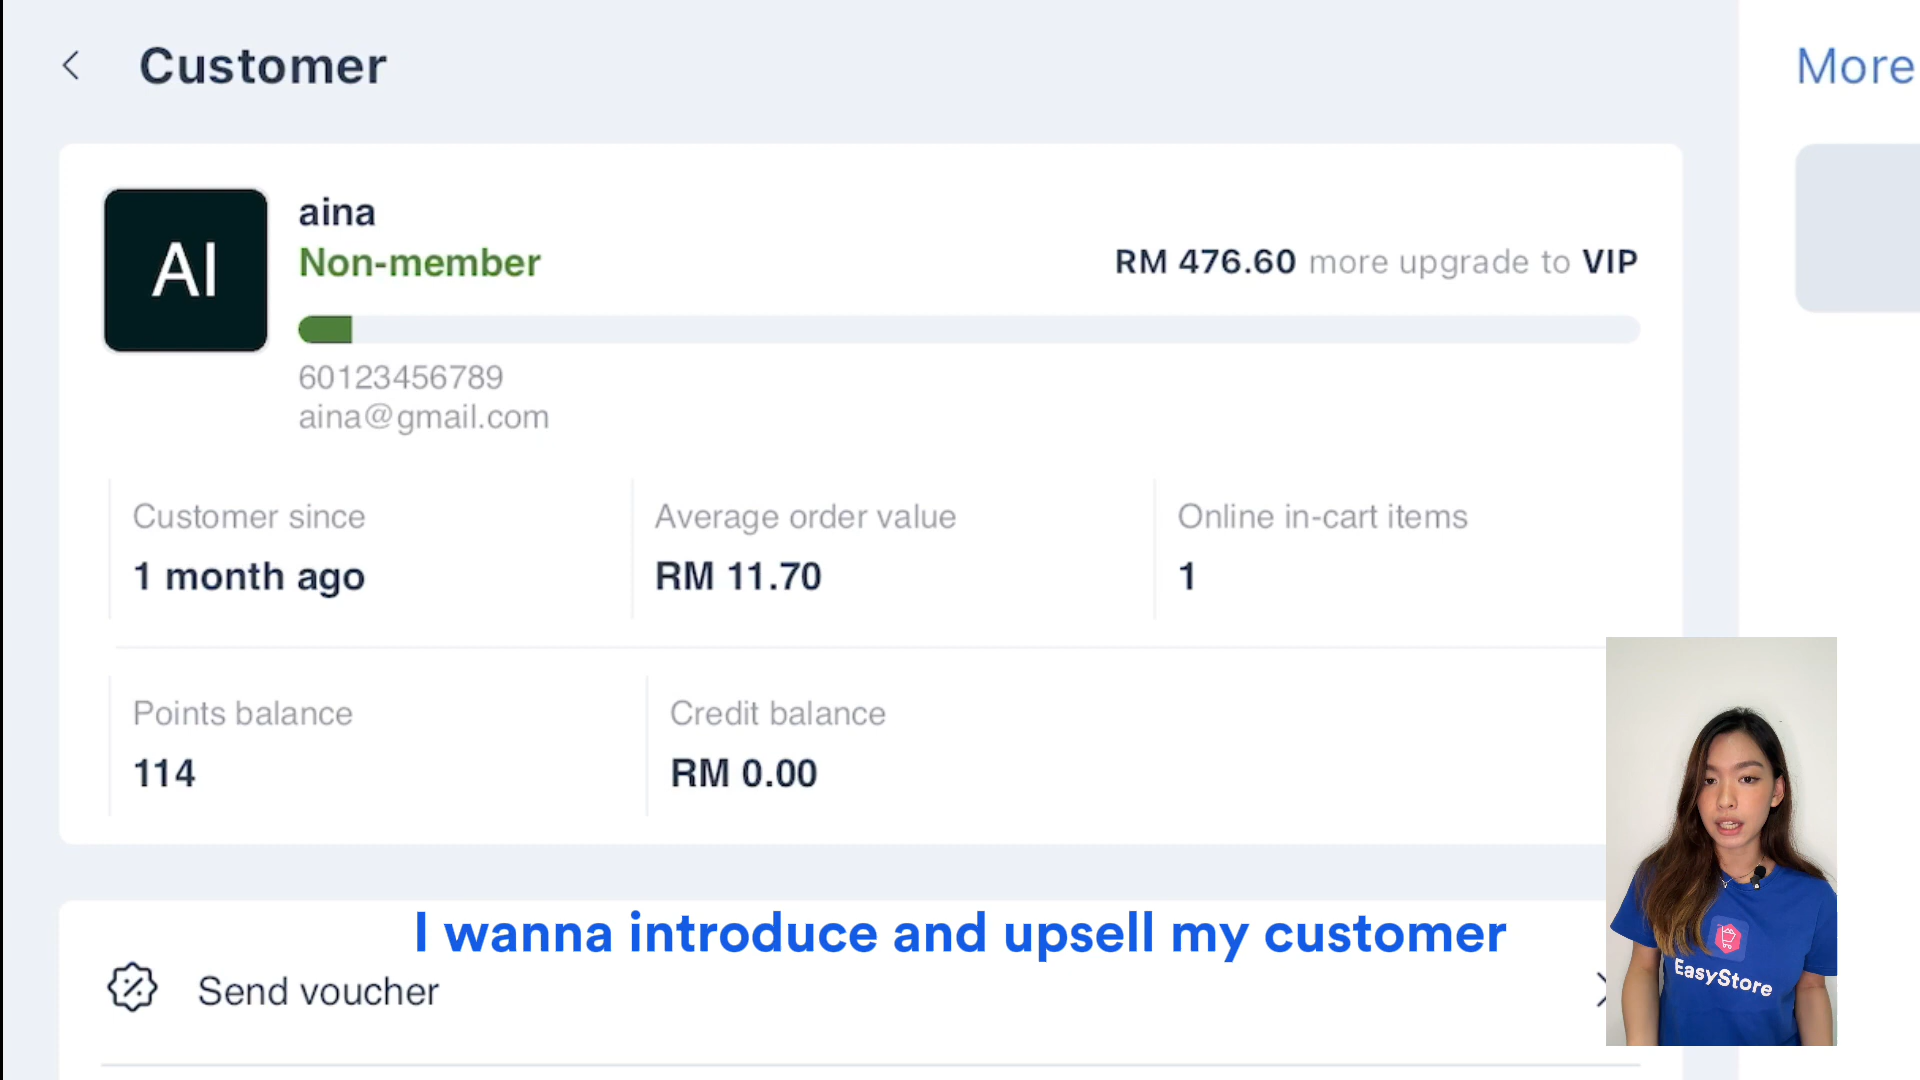 Customer
More
AI
aina
Non-member
RM 476.60 more upgrade to VIP
60123456789
aina@gmail.com
Customer since
1 month ago
Average order value
RM 11.70
Online in-cart items
1
Points balance
114
Credit balance
RM 0.00
I wanna introduce and upsell my customer
Send voucher
EasyStore